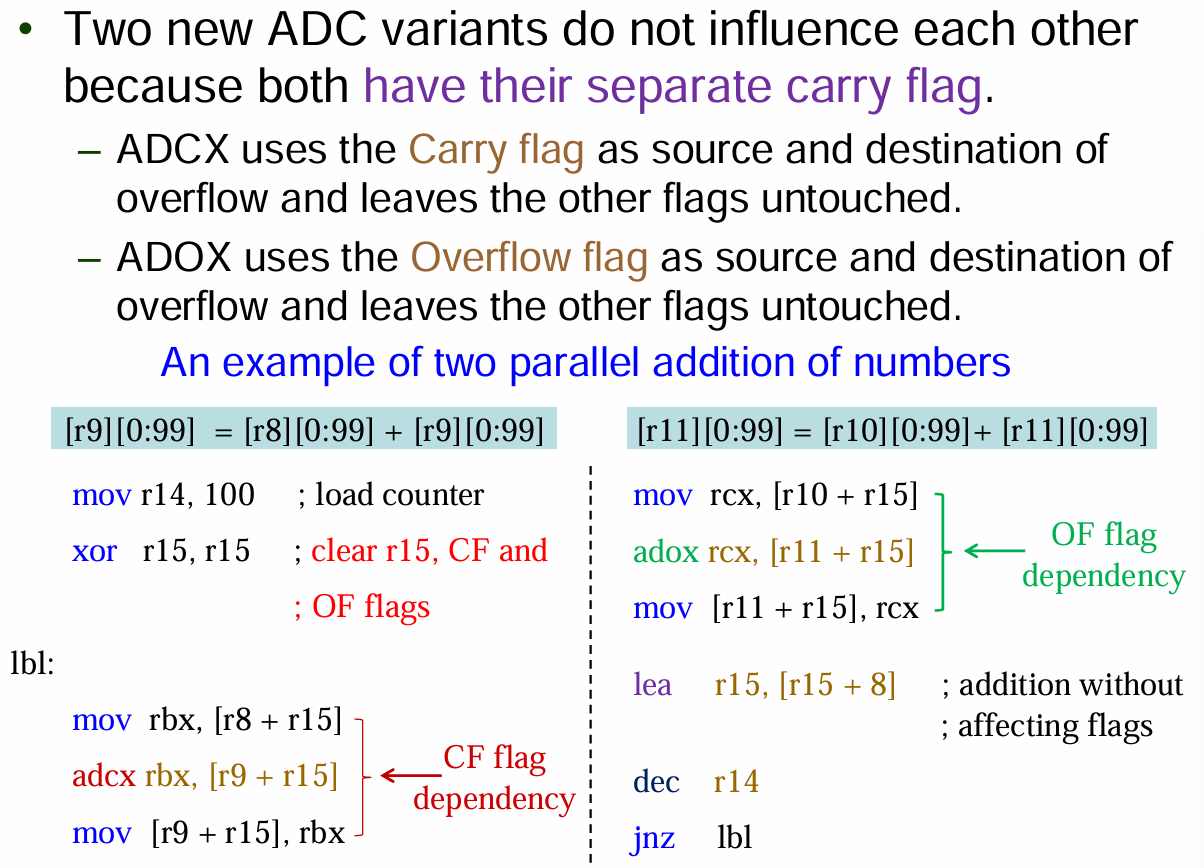 • Two new ADC variants do not influence each other
because both have their separate carry flag.
– ADCX uses the Carry flag as source and destination of
overflow and leaves the other flags untouched.
– ADOX uses the Overflow flag as source and destination of
overflow and leaves the other flags untouched.
An example of two parallel addition of numbers
[r9][0:99] = [r8][0:99] + [r9][0:99]
mov r14, 100 ; load counter
xor r15, r15 ; clear r15, CF and
; OF flags
lbl:
mov rbx, [r8 + r15]
adcx rbx, [r9 + r15]
mov [r9 + r15], rbx
CF flag
dependency
[r11][0:99] = [r10][0:99]+ [r11][0:99]
mov rcx, [r10 + r15]
adox rcx, [r11 + r15]
mov [r11 + r15], rcx
OF flag
dependency
lea r15, [r15 + 8] ; addition without
; affecting flags
dec r14
jnz lbl